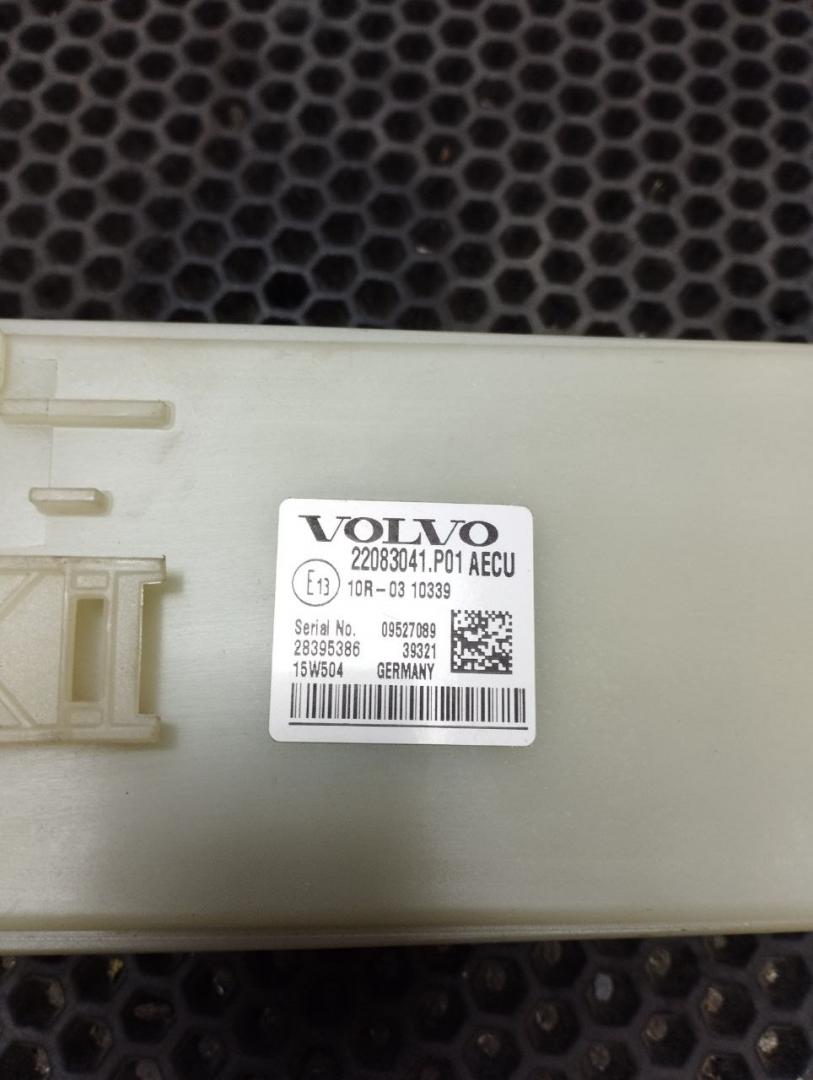 VOLVO
22083041.P01 AECU
E13 10R-03 10339
Serial No. 09527089
28395386 39321
15W504 GERMANY